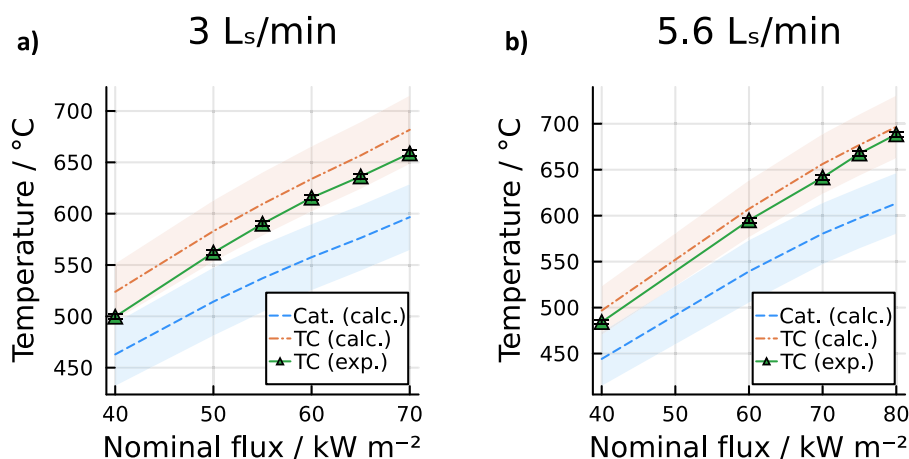 a)
3 Ls/min
Temperature / °C
700
650
600
550
500
450
40
50
60
70
Nominal flux / kW m⁻²
Cat. (calc.)
TC (calc.)
TC (exp.)
b)
5.6 Ls/min
Temperature / °C
700
650
600
550
500
450
40
50
60
70
80
Nominal flux / kW m⁻²
Cat. (calc.)
TC (calc.)
TC (exp.)